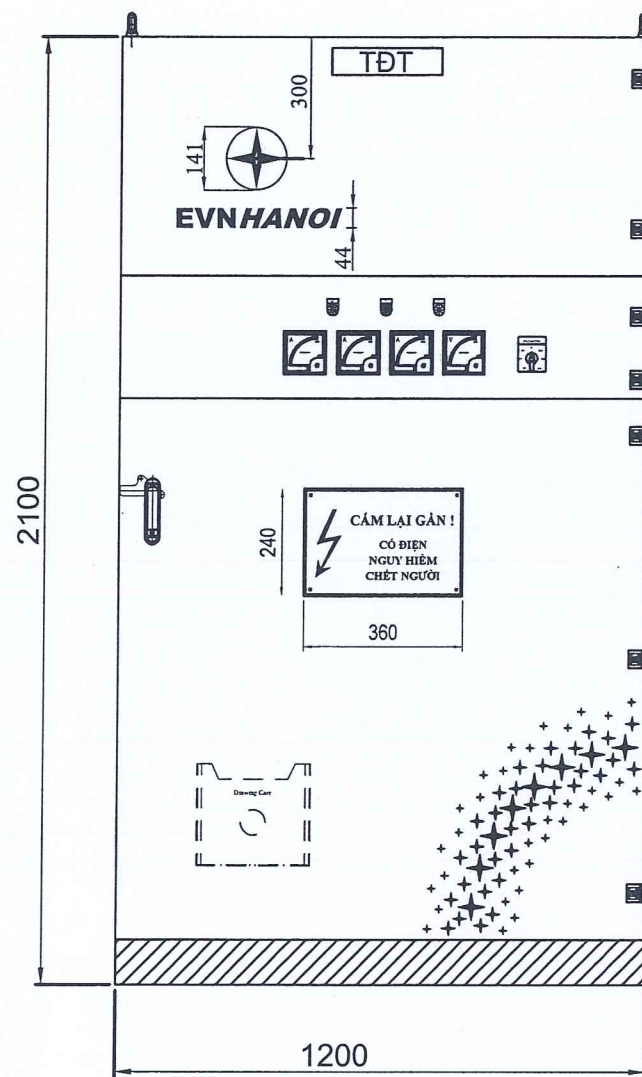 TĐT
300
141
EVNHANOI
44
A
A
A
V
2100
240
CẤM LẠI GẦN !
CÓ ĐIỆN
NGUY HIỂM
CHẾT NGƯỜI
360
Drawing Care
1200